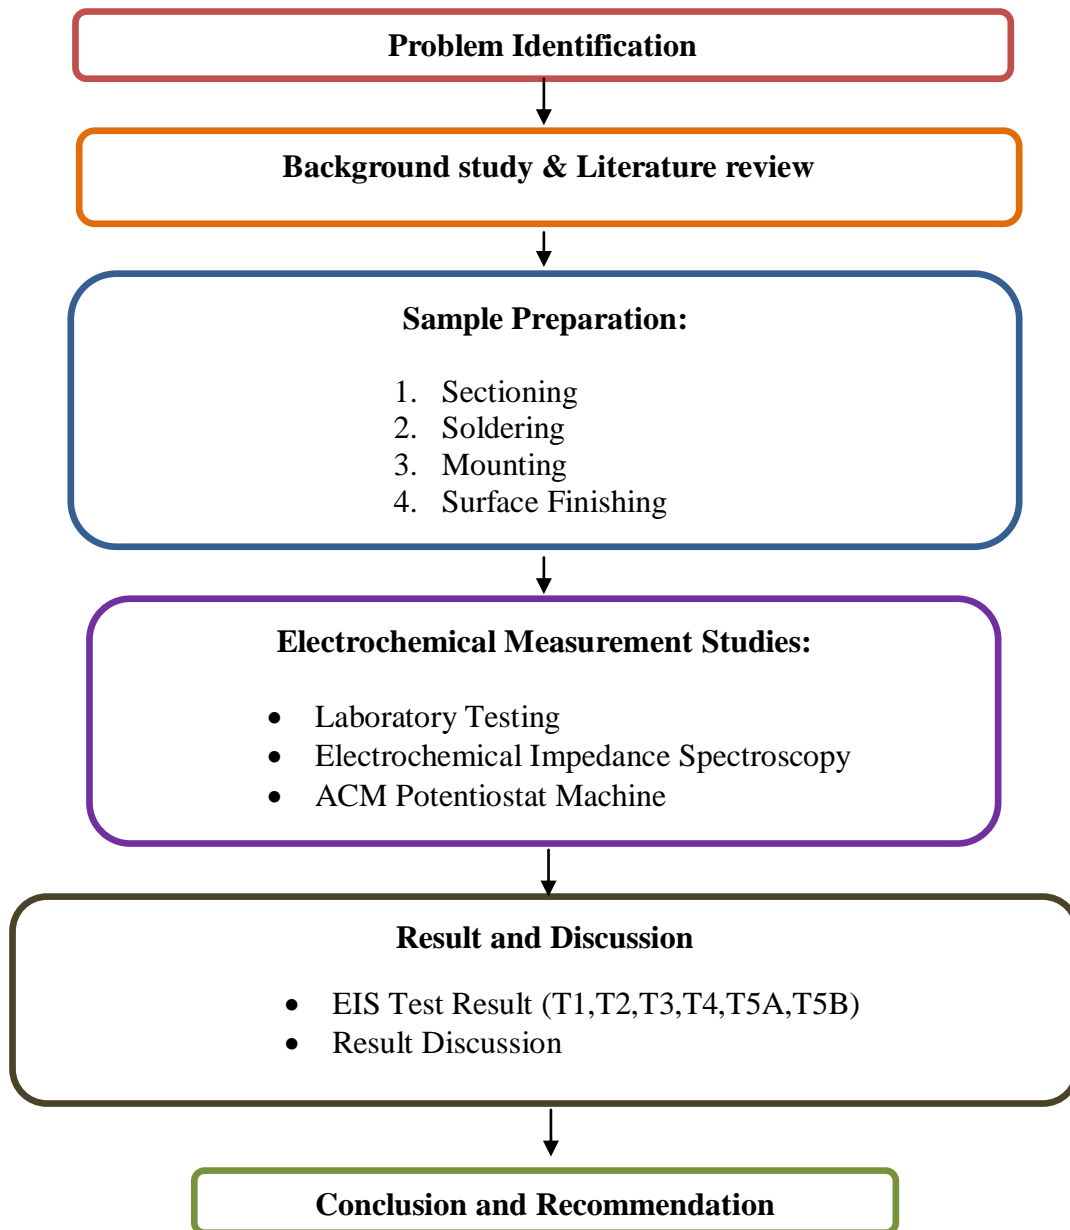 Problem Identification
Background study & Literature review
Sample Preparation:
1. Sectioning
2. Soldering
3. Mounting
4. Surface Finishing
Electrochemical Measurement Studies:
• Laboratory Testing
• Electrochemical Impedance Spectroscopy
• ACM Potentiostat Machine
Result and Discussion
• EIS Test Result (T1,T2,T3,T4,T5A,T5B)
• Result Discussion
Conclusion and Recommendation